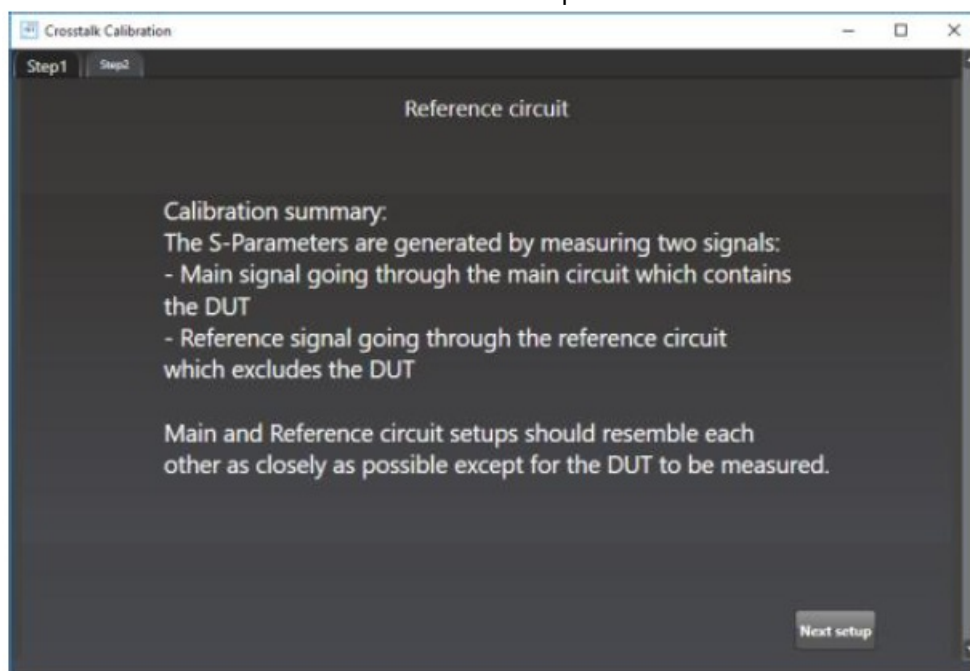 Crosstalk Calibration
Step1 Step2
Reference circuit
Calibration summary:
The S-Parameters are generated by measuring two signals:
- Main signal going through the main circuit which contains
the DUT
- Reference signal going through the reference circuit
which excludes the DUT
Main and Reference circuit setups should resemble each
other as closely as possible except for the DUT to be measured.
Next setup